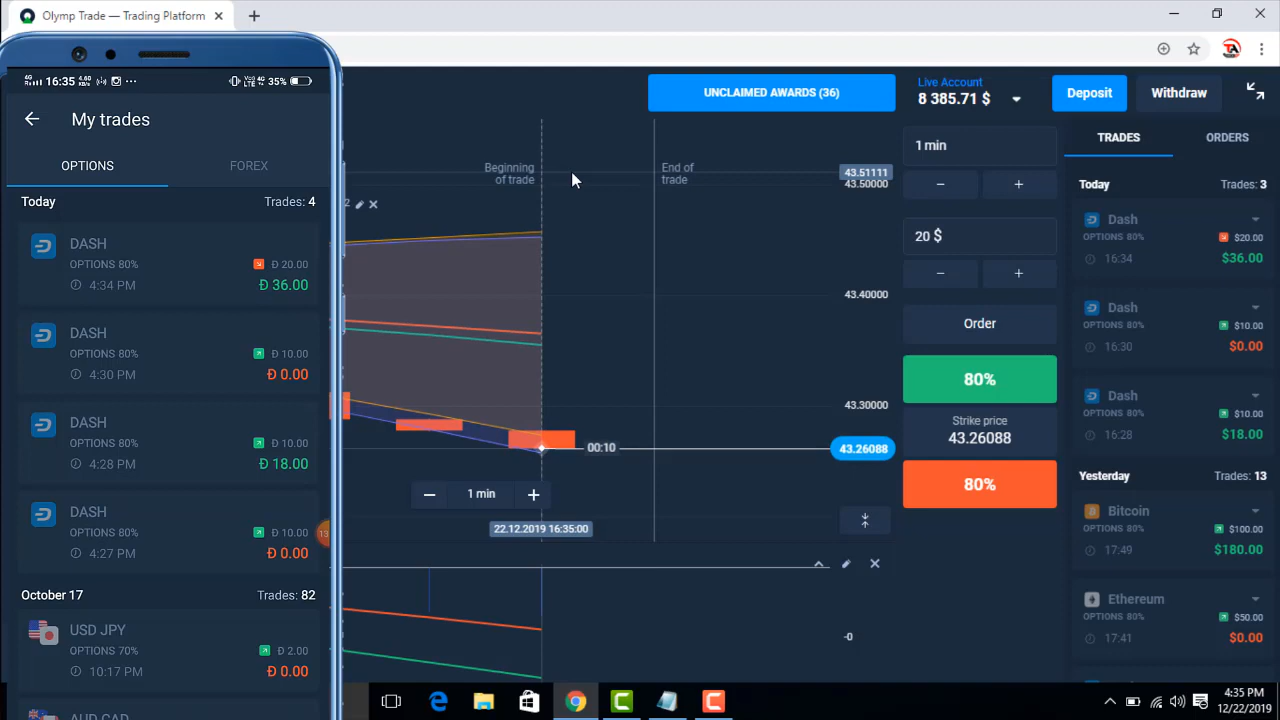 Olymp Trade — Trading Platform
16:35
35%
My trades
OPTIONS
FOREX
Today
Trades: 4
DASH
OPTIONS 80%
Đ 20.00
4:34 PM
Đ 36.00
DASH
OPTIONS 80%
Đ 10.00
4:30 PM
Đ 0.00
DASH
OPTIONS 80%
Đ 10.00
4:28 PM
Đ 18.00
DASH
OPTIONS 80%
Đ 10.00
4:27 PM
Đ 0.00
October 17
Trades: 82
USD JPY
OPTIONS 70%
Đ 2.00
10:17 PM
Đ 0.00
AUD CAD
UNCLAIMED AWARDS (36)
Live Account
8 385.71 $
Deposit
Withdraw
Beginning
of trade
End of
trade
43.51111
43.50000
43.40000
43.30000
43.26088
2
00:10
1 min
22.12.2019 16:35:00
-0
1 min
20 $
Order
80%
Strike price
43.26088
80%
TRADES
ORDERS
Today
Trades: 3
Dash
OPTIONS 80%
$20.00
16:34
$36.00
Dash
OPTIONS 80%
$10.00
16:30
$0.00
Dash
OPTIONS 80%
$10.00
16:28
$18.00
Yesterday
Trades: 13
Bitcoin
OPTIONS 80%
$100.00
17:49
$180.00
Ethereum
OPTIONS 80%
$50.00
17:41
$0.00
4:35 PM
12/22/2019